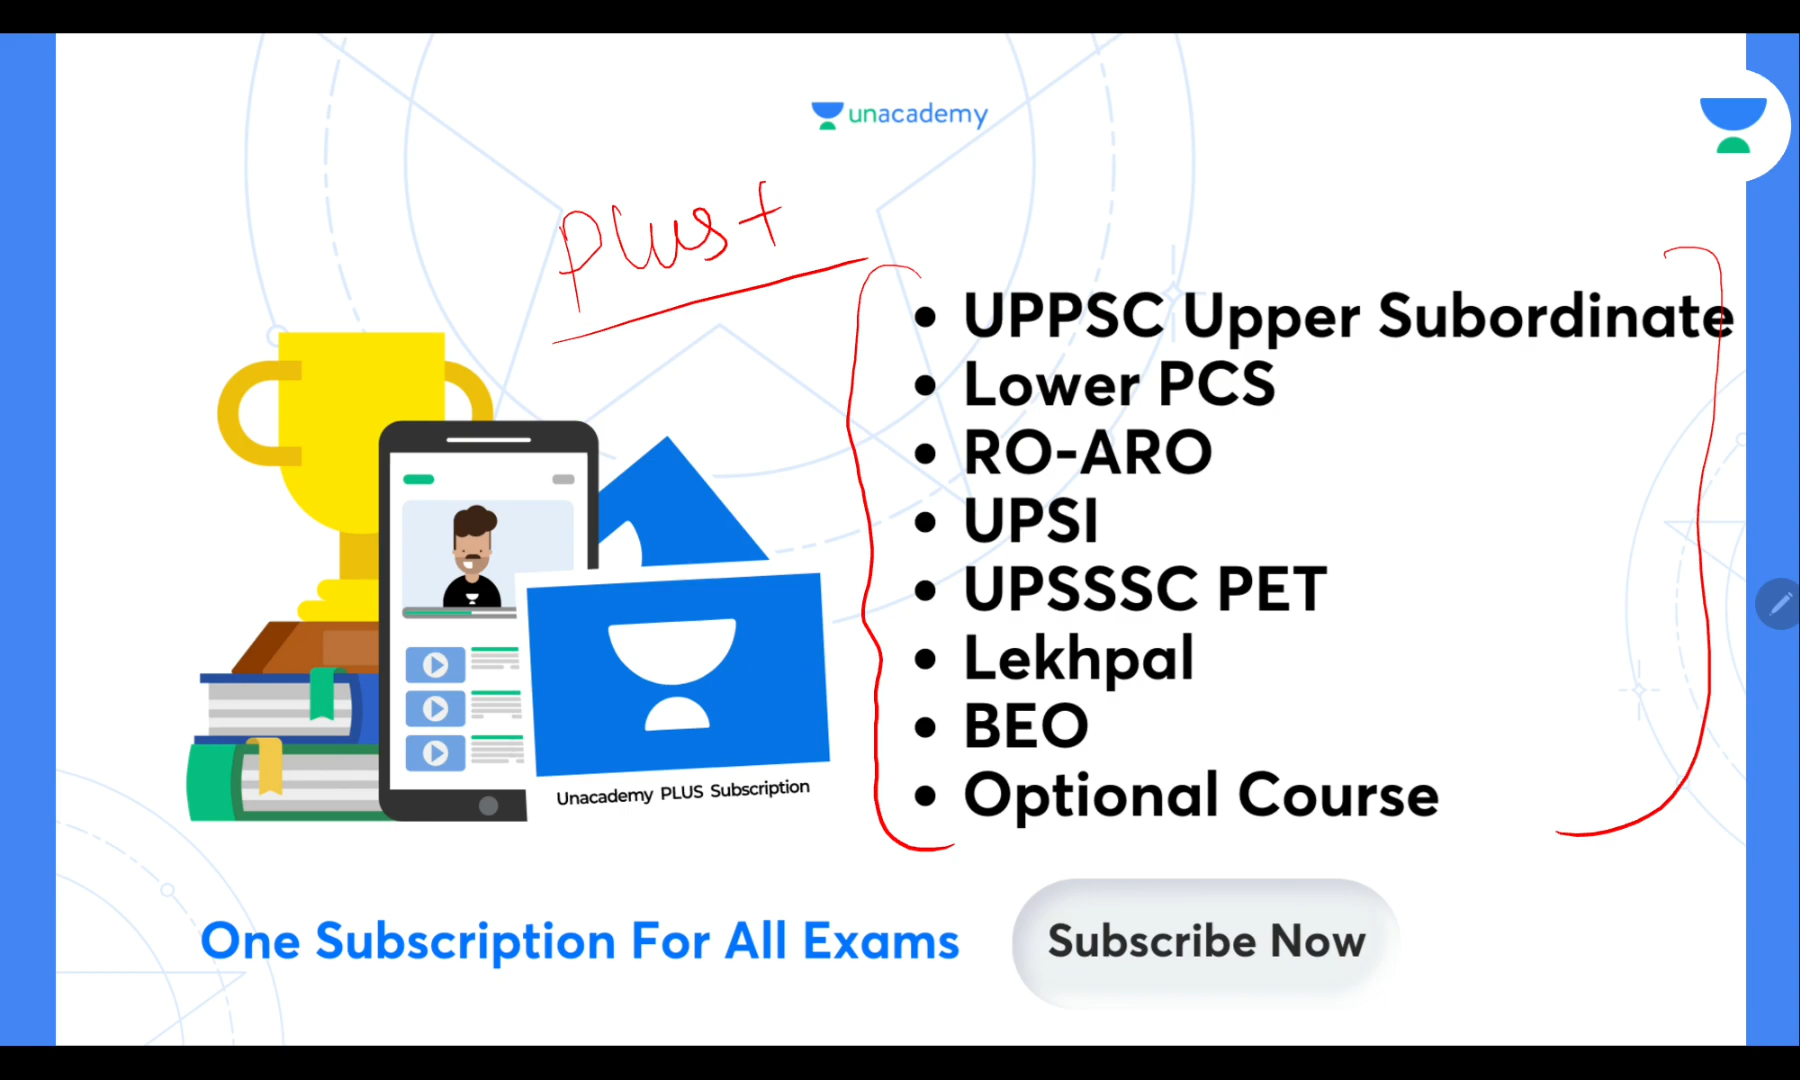 unacademy
Plus+
• UPPSC Upper Subordinate
• Lower PCS
• RO-ARO
• UPSI
• UPSSSC PET
• Lekhpal
• BEO
• Optional Course
Unacademy PLUS Subscription
One Subscription For All Exams
Subscribe Now